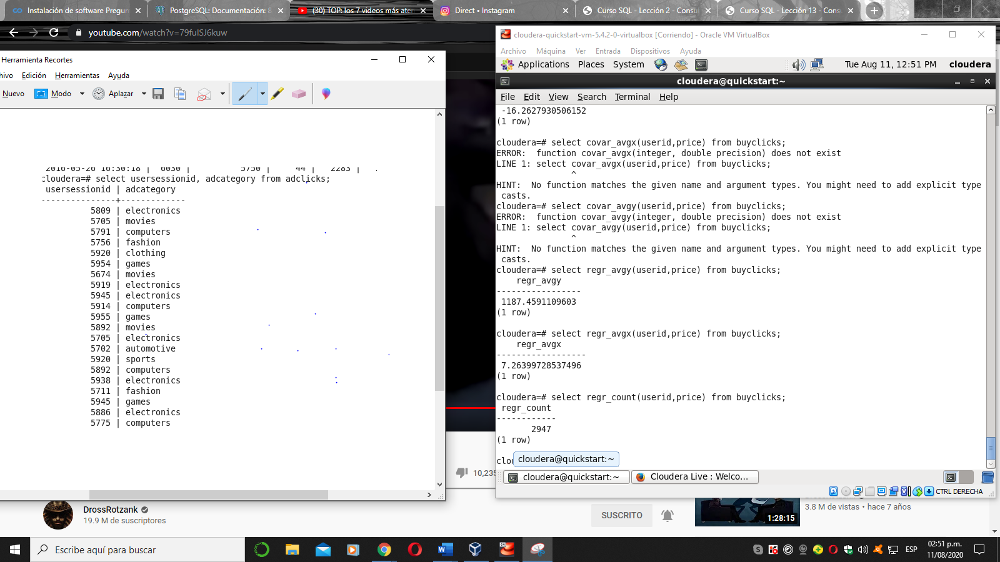 Instalación de software Pregun
PostgreSQL: Documentación: 8
(30) TOP: los 7 videos más ater
Direct • Instagram
Curso SQL - Lección 2 - Consu
Curso SQL - Lección 13 - Cons
youtube.com/watch?v=79fulSJ6kuw
Herramienta Recortes
hivo Edición Herramientas Ayuda
Nuevo Modo Aplazar
2016-05-26 16:30:18 | 6030 | 5750 | 44 | 2283 |
cloudera=# select usersessionid, adcategory from adclicks;
usersessionid | adcategory
---------------+-------------
5809 | electronics
5705 | movies
5791 | computers
5756 | fashion
5920 | clothing
5954 | games
5674 | movies
5919 | electronics
5945 | electronics
5914 | computers
5955 | games
5892 | movies
5705 | electronics
5702 | automotive
5920 | sports
5892 | computers
5938 | electronics
5711 | fashion
5945 | games
5886 | electronics
5775 | computers
cloudera-quickstart-vm-5.4.2-0-virtualbox [Corriendo] - Oracle VM VirtualBox
Archivo Máquina Ver Entrada Dispositivos Ayuda
Applications Places System Tue Aug 11, 12:51 PM cloudera
cloudera@quickstart:~
File Edit View Search Terminal Help
-16.2627930506152
(1 row)
cloudera=# select covar_avgx(userid,price) from buyclicks;
ERROR:  function covar_avgx(integer, double precision) does not exist
LINE 1: select covar_avgx(userid,price) from buyclicks;
^
HINT:  No function matches the given name and argument types. You might need to add explicit type
casts.
cloudera=# select covar_avgy(userid,price) from buyclicks;
ERROR:  function covar_avgy(integer, double precision) does not exist
LINE 1: select covar_avgy(userid,price) from buyclicks;
^
HINT:  No function matches the given name and argument types. You might need to add explicit type
casts.
cloudera=# select regr_avgy(userid,price) from buyclicks;
regr_avgy
-----------------
1187.4591109603
(1 row)
cloudera=# select regr_avgx(userid,price) from buyclicks;
regr_avgx
------------------
7.26399728537496
(1 row)
cloudera=# select regr_count(userid,price) from buyclicks;
regr_count
------------
2947
(1 row)
clou
cloudera@quickstart:~
cloudera@quickstart:~
Cloudera Live : Welco...
CTRL DERECHA
10,235
DrossRotzank
19.9 M de suscriptores
SUSCRITO
1:28:15
3.8 M de vistas • hace 7 años
Escribe aquí para buscar
ESP
02:51 p.m.
11/08/2020